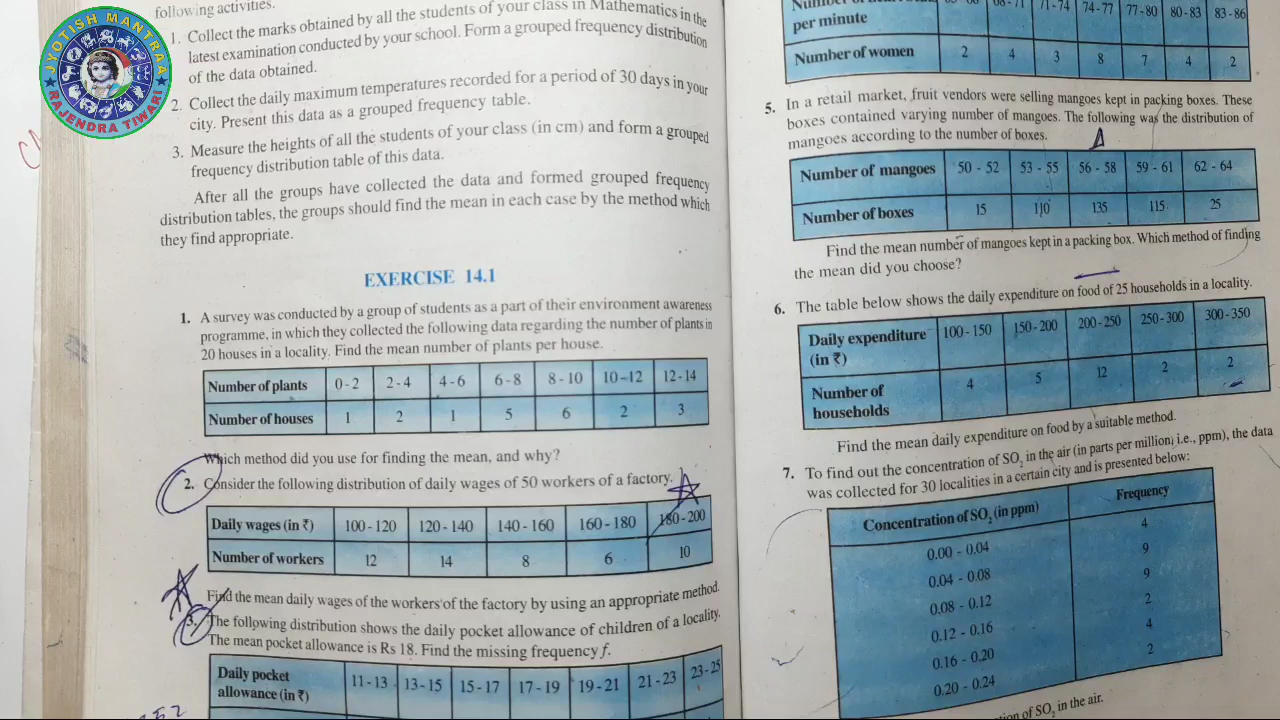 JYOTISH MANTRAA
RAJENDRA TIWARI
following activities.
1. Collect the marks obtained by all the students of your class in Mathematics in the
latest examination conducted by your school. Form a grouped frequency distribution
of the data obtained.
2. Collect the daily maximum temperatures recorded for a period of 30 days in your
city. Present this data as a grouped frequency table.
3. Measure the heights of all the students of your class (in cm) and form a grouped
frequency distribution table of this data.
After all the groups have collected the data and formed grouped frequency
distribution tables, the groups should find the mean in each case by the method which
they find appropriate.
EXERCISE 14.1
1. A survey was conducted by a group of students as a part of their environment awareness
programme, in which they collected the following data regarding the number of plants in
20 houses in a locality. Find the mean number of plants per house.
Number of plants 0 - 2 2 - 4 4 - 6 6 - 8 8 - 10 10 - 12 12 - 14
Number of houses 1 2 1 5 6 2 3
Which method did you use for finding the mean, and why?
2. Consider the following distribution of daily wages of 50 workers of a factory.
Daily wages (in ₹) 100 - 120 120 - 140 140 - 160 160 - 180 180 - 200
Number of workers 12 14 8 6 10
Find the mean daily wages of the workers of the factory by using an appropriate method.
3. The following distribution shows the daily pocket allowance of children of a locality.
The mean pocket allowance is Rs 18. Find the missing frequency f.
Daily pocket
allowance (in ₹) 11 - 13 13 - 15 15 - 17 17 - 19 19 - 21 21 - 23 23 - 25
per minute 71 - 74 74 - 77 77 - 80 80 - 83 83 - 86
Number of women 2 4 3 8 7 4 2
5. In a retail market, fruit vendors were selling mangoes kept in packing boxes. These
boxes contained varying number of mangoes. The following was the distribution of
mangoes according to the number of boxes.
Number of mangoes 50 - 52 53 - 55 56 - 58 59 - 61 62 - 64
Number of boxes 15 110 135 115 25
Find the mean number of mangoes kept in a packing box. Which method of finding
the mean did you choose?
6. The table below shows the daily expenditure on food of 25 households in a locality.
Daily expenditure
(in ₹) 100 - 150 150 - 200 200 - 250 250 - 300 300 - 350
Number of
households 4 5 12 2 2
Find the mean daily expenditure on food by a suitable method.
7. To find out the concentration of SO₂ in the air (in parts per million, i.e., ppm), the data
was collected for 30 localities in a certain city and is presented below:
Concentration of SO₂ (in ppm) Frequency
0.00 - 0.04 4
0.04 - 0.08 9
0.08 - 0.12 9
0.12 - 0.16 2
0.16 - 0.20 4
0.20 - 0.24 2
of SO₂ in the air.